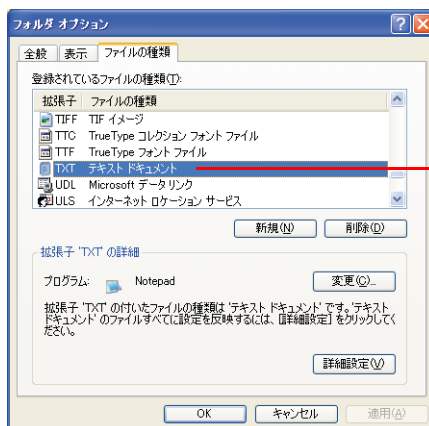 フォルダ オプション
全般 表示 ファイルの種類
登録されているファイルの種類(T):
拡張子 ファイルの種類
TIFF TIF イメージ
TTC TrueType コレクション フォント ファイル
TTF TrueType フォント ファイル
TXT テキスト ドキュメント
UDL Microsoft データ リンク
ULS インターネット ロケーション サービス
新規(N) 削除(D)
拡張子 'TXT' の詳細
プログラム: Notepad 変更(C)...
拡張子 'TXT' の付いたファイルの種類は 'テキスト ドキュメント' です。'テキスト
ドキュメント' のファイルすべてに設定を反映するには、[詳細設定] をクリックしてく
ださい。
詳細設定(V)
OK キャンセル 適用(A)